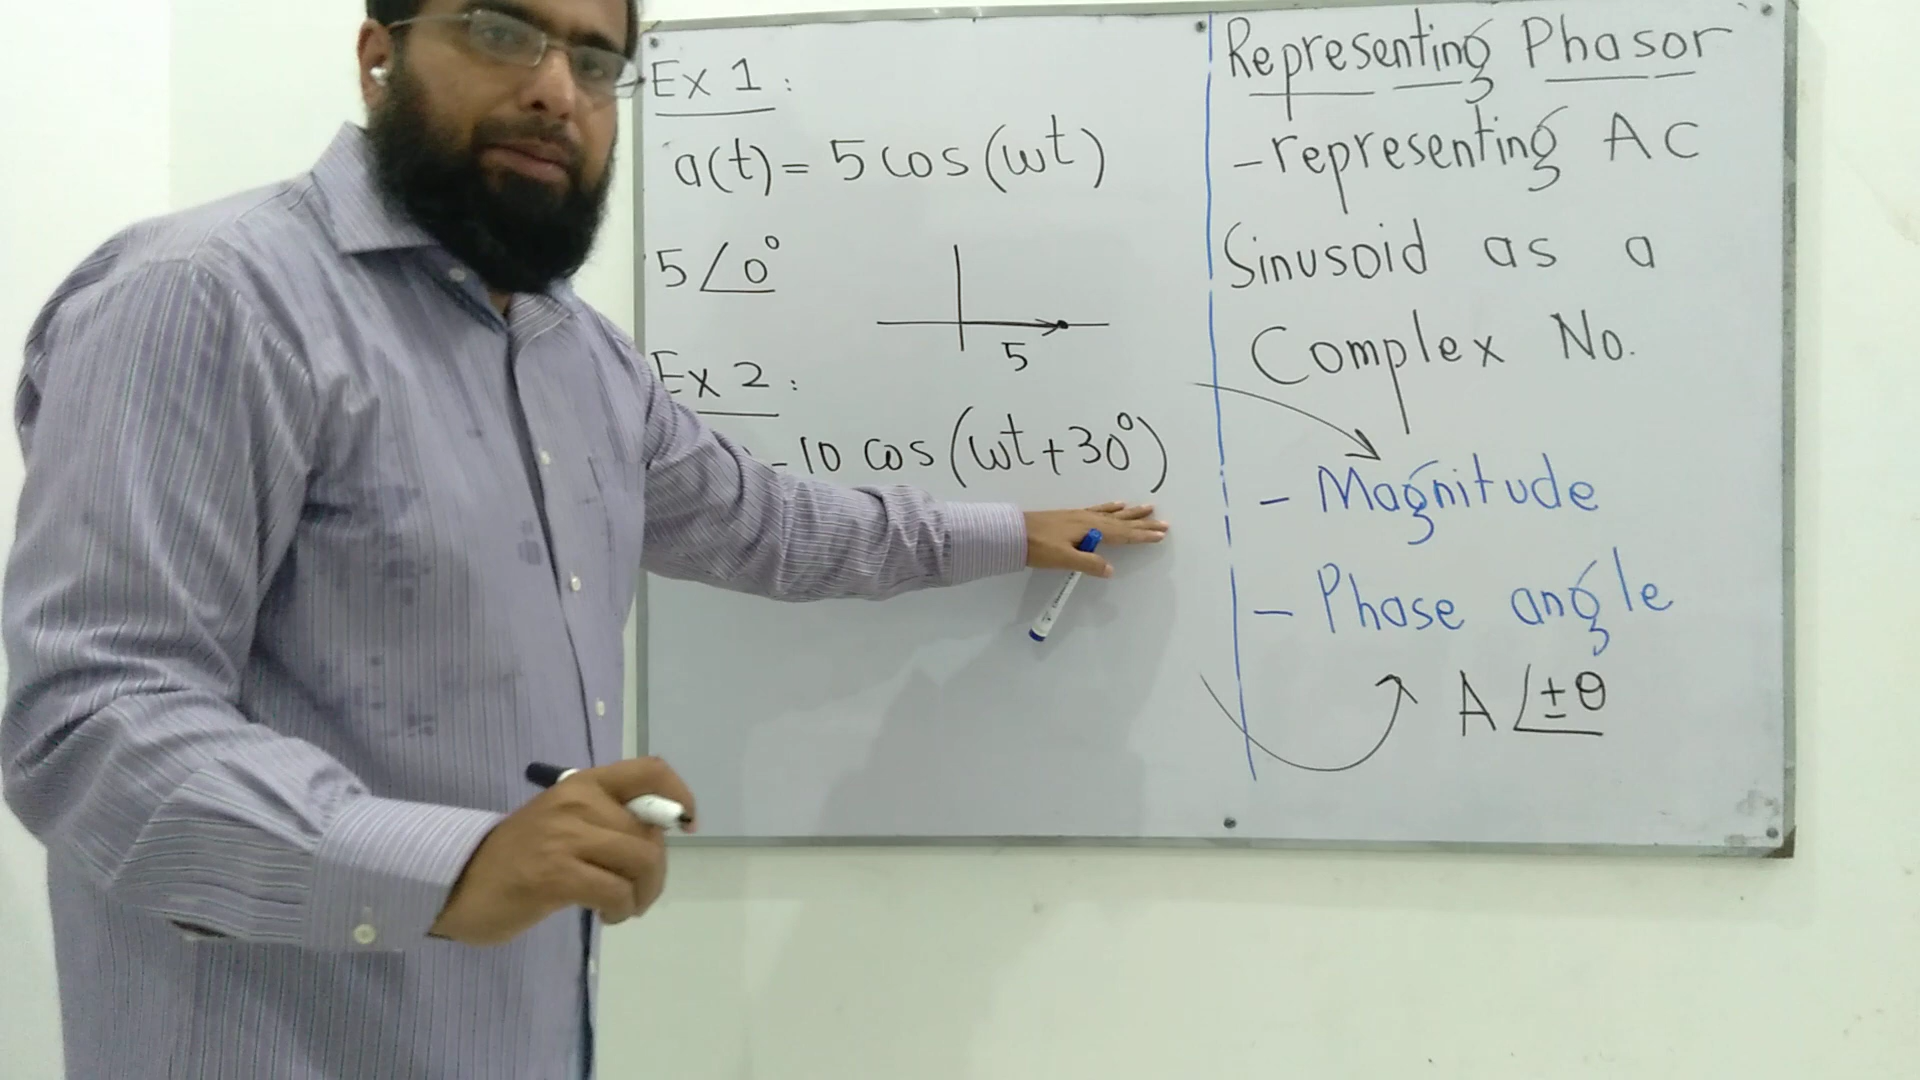 Ex 1:
a(t) = 5 cos(ωt)
5∠0°
5
Ex 2:
10 cos(ωt+30°)
Representing Phasor
- representing AC
Sinusoid as a
Complex No.
- Magnitude
- Phase angle
A∠±θ